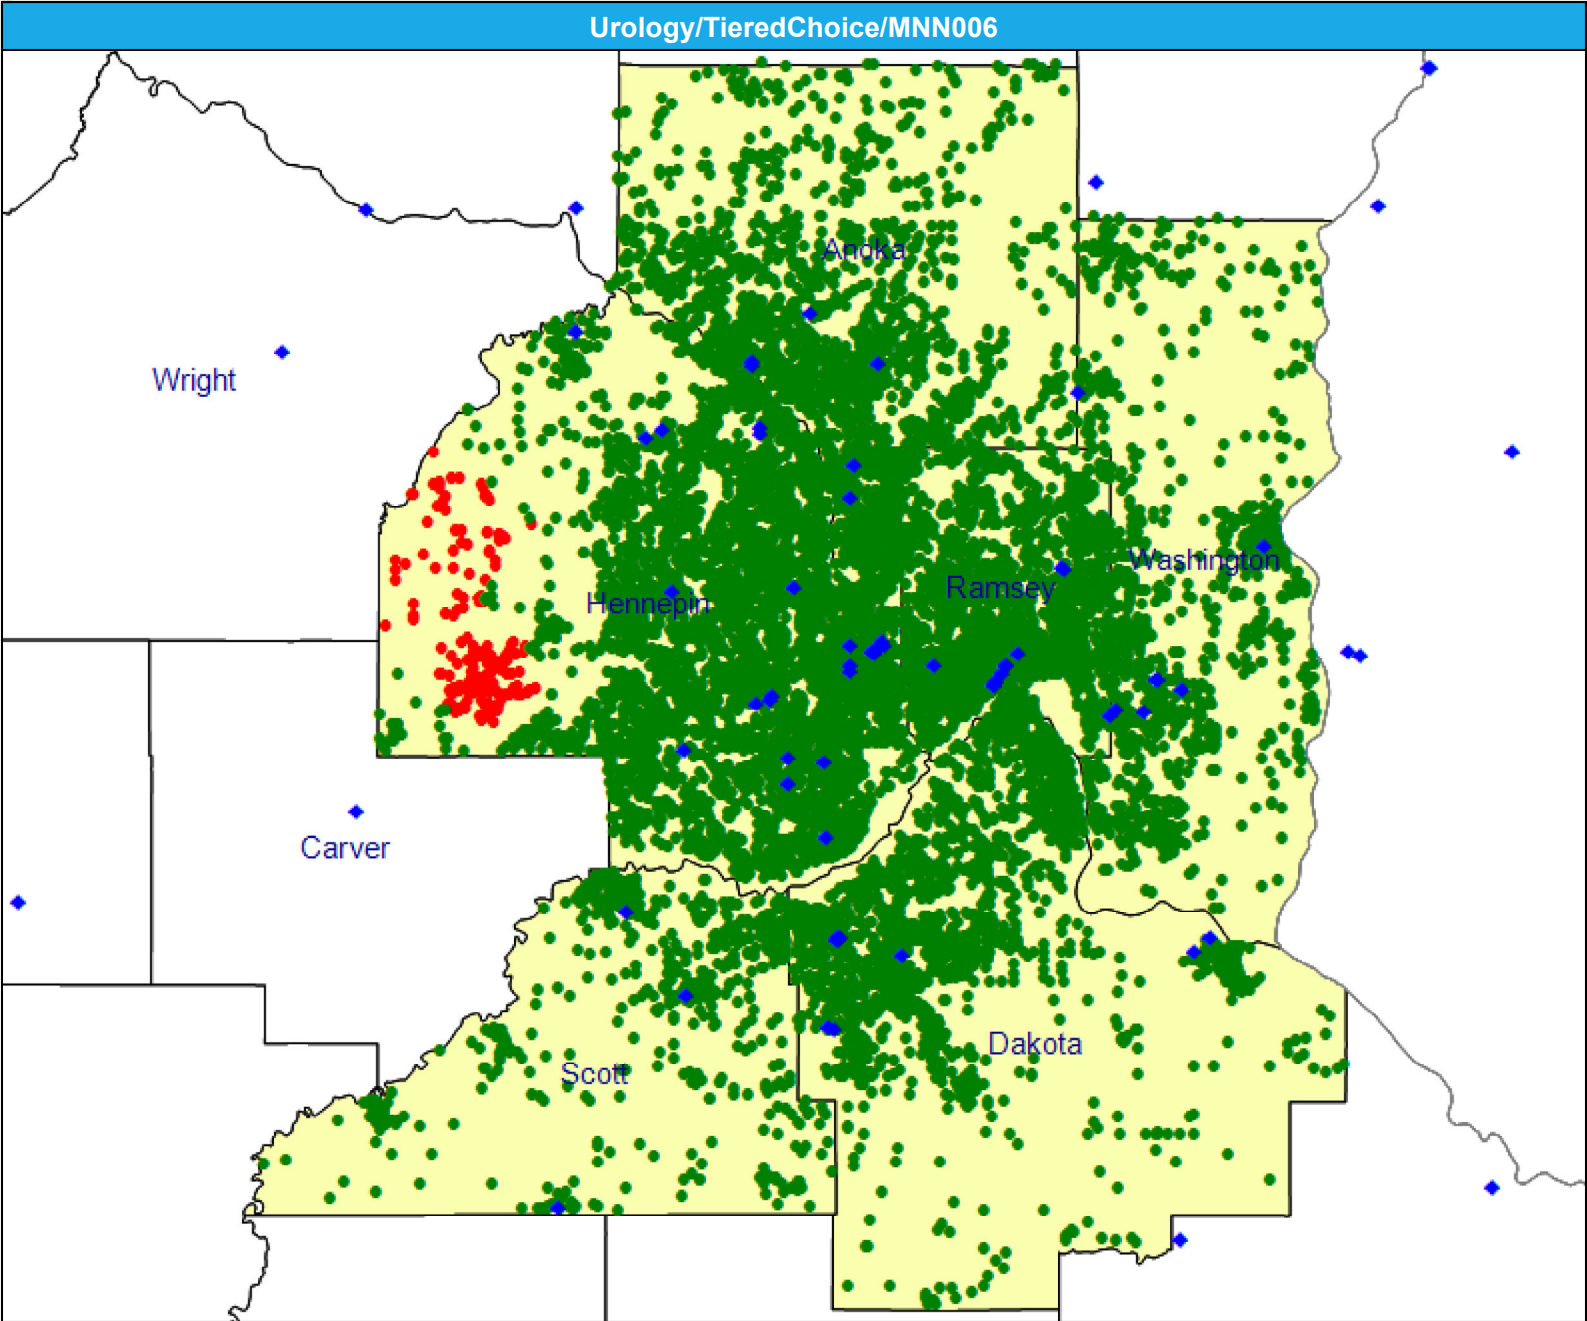 Urology/TieredChoice/MNN006
Anoka
Wright
Washington
Ramsey
Hennepin
Carver
Dakota
Scott